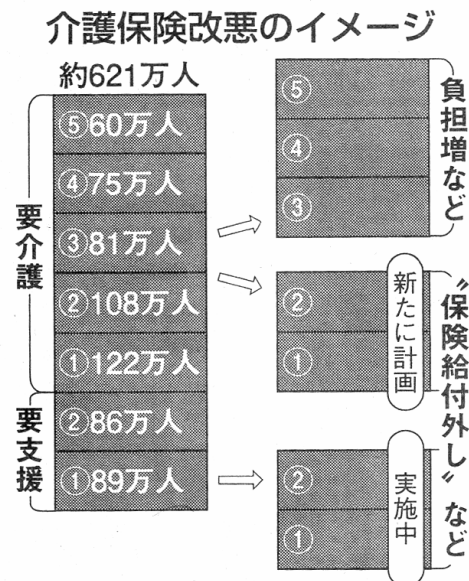 介護保険改悪のイメージ
約621万人
要介護
⑤60万人
④75万人
③81万人
②108万人
①122万人
要支援
②86万人
①89万人
⑤
④
③
負担増など
②
①
新たに計画
②
①
実施中
〝保険給付外し〟など